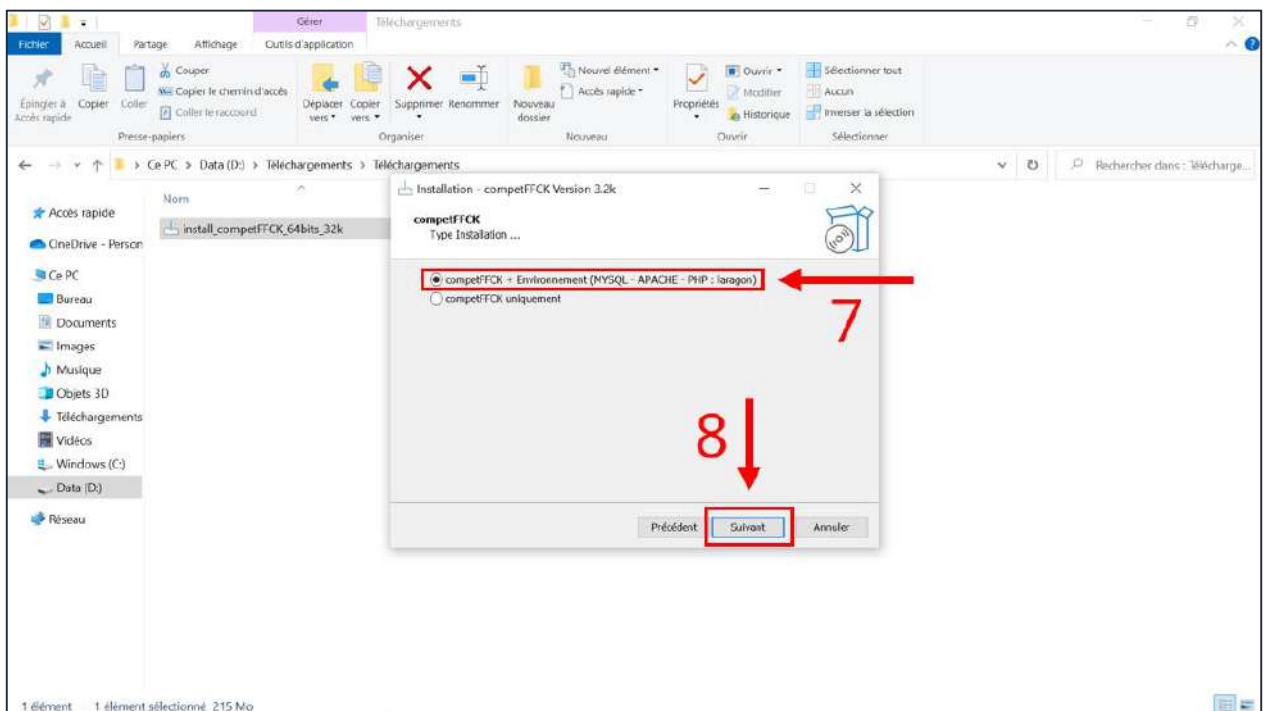 Gérer
Téléchargements
Fichier
Accueil
Partage
Affichage
Outils d'application
Épingler à
Accès rapide
Copier
Coller
Couper
Copier le chemin d'accès
Coller le raccourci
Presse-papiers
Déplacer
vers
Copier
vers
Supprimer
Renommer
Organiser
Nouveau
dossier
Nouvel élément
Accès rapide
Nouveau
Propriétés
Ouvrir
Modifier
Historique
Ouvrir
Sélectionner tout
Aucun
Inverser la sélection
Sélectionner
Ce PC > Data (D:) > Téléchargements > Téléchargements
Rechercher dans : Télécharge...
Nom
install_competFFCK_64bits_32k
Accès rapide
OneDrive - Person
Ce PC
Bureau
Documents
Images
Musique
Objets 3D
Téléchargements
Vidéos
Windows (C:)
Data (D:)
Réseau
Installation - competFFCK Version 3.2k
competFFCK
Type Installation ...
competFFCK + Environnement (MYSQL - APACHE - PHP : laragon)
competFFCK uniquement
7
8
Précédent
Suivant
Annuler
1 élément
1 élément sélectionné 215 Mo